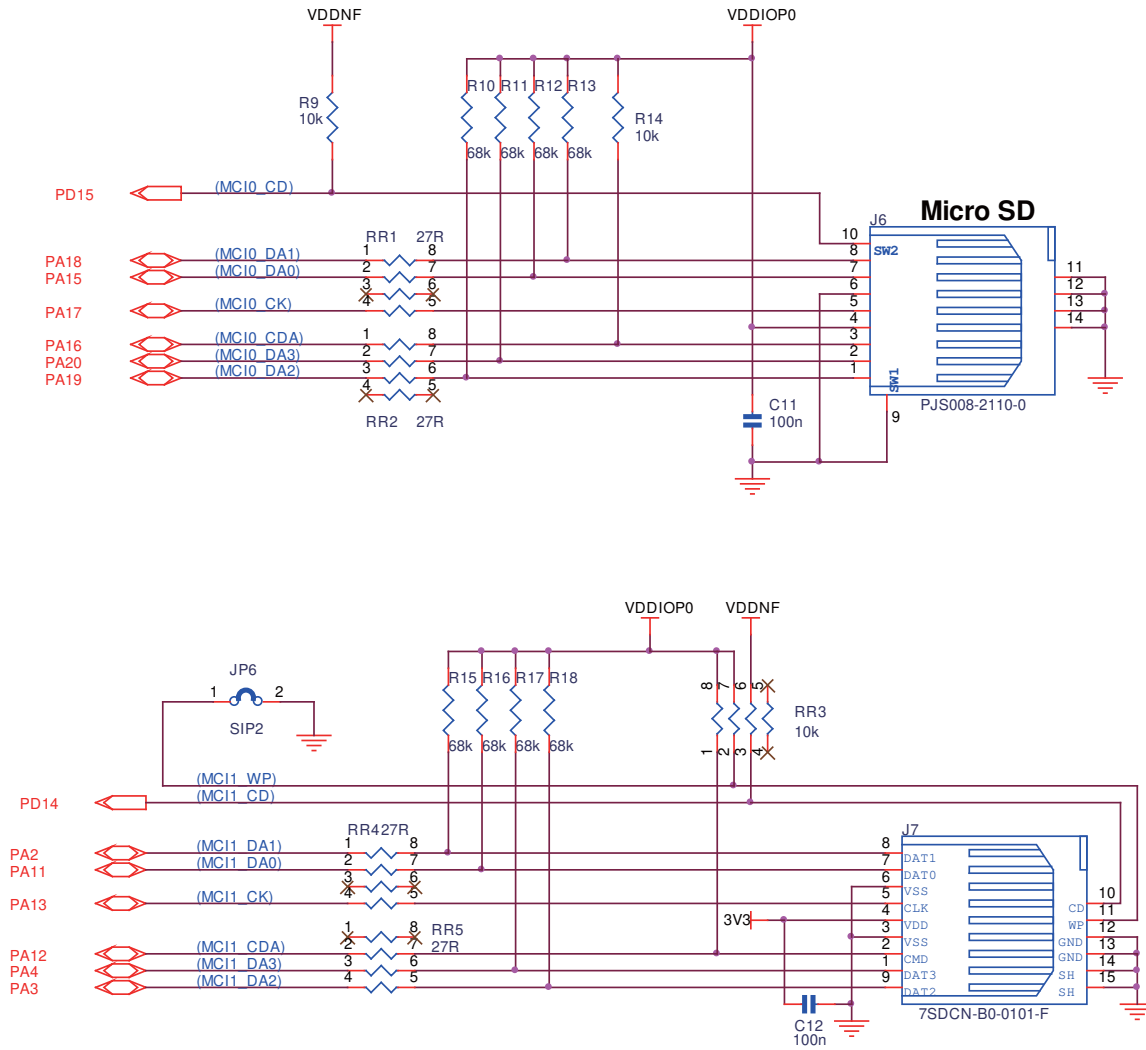 VDDNF
VDDIOP0
R9
10k
R10
R11
R12
R13
R14
10k
68k
68k
68k
68k
PD15
(MCI0_CD)
Micro SD
J6
10
SW2
RR1 27R
PA18
(MCI0_DA1)
1
8
8
PA15
(MCI0_DA0)
2
7
7
3
6
6
PA17
(MCI0_CK)
4
5
5
4
PA16
(MCI0_CDA)
1
8
3
PA20
(MCI0_DA3)
2
7
2
PA19
(MCI0_DA2)
3
6
1
4
5
RR2 27R
SW1
9
11
12
13
14
PJS008-2110-0
C11
100n
VDDIOP0
VDDNF
JP6
1
2
SIP2
R15
R16
R17
R18
68k
68k
68k
68k
8
7
6
5
RR3
10k
1
2
3
4
(MCI1_WP)
PD14
(MCI1_CD)
RR4 27R
J7
PA2
(MCI1_DA1)
1
8
8
DAT1
PA11
(MCI1_DA0)
2
7
7
DAT0
3
6
6
VSS
PA13
(MCI1_CK)
4
5
5
CLK
3V3
4
VDD
1
8
RR5
27R
3
VSS
PA12
(MCI1_CDA)
2
7
2
CMD
PA4
(MCI1_DA3)
3
6
1
DAT3
PA3
(MCI1_DA2)
4
5
9
DAT2
CD
10
WP
11
GND
12
GND
13
SH
14
SH
15
7SDCN-B0-0101-F
C12
100n